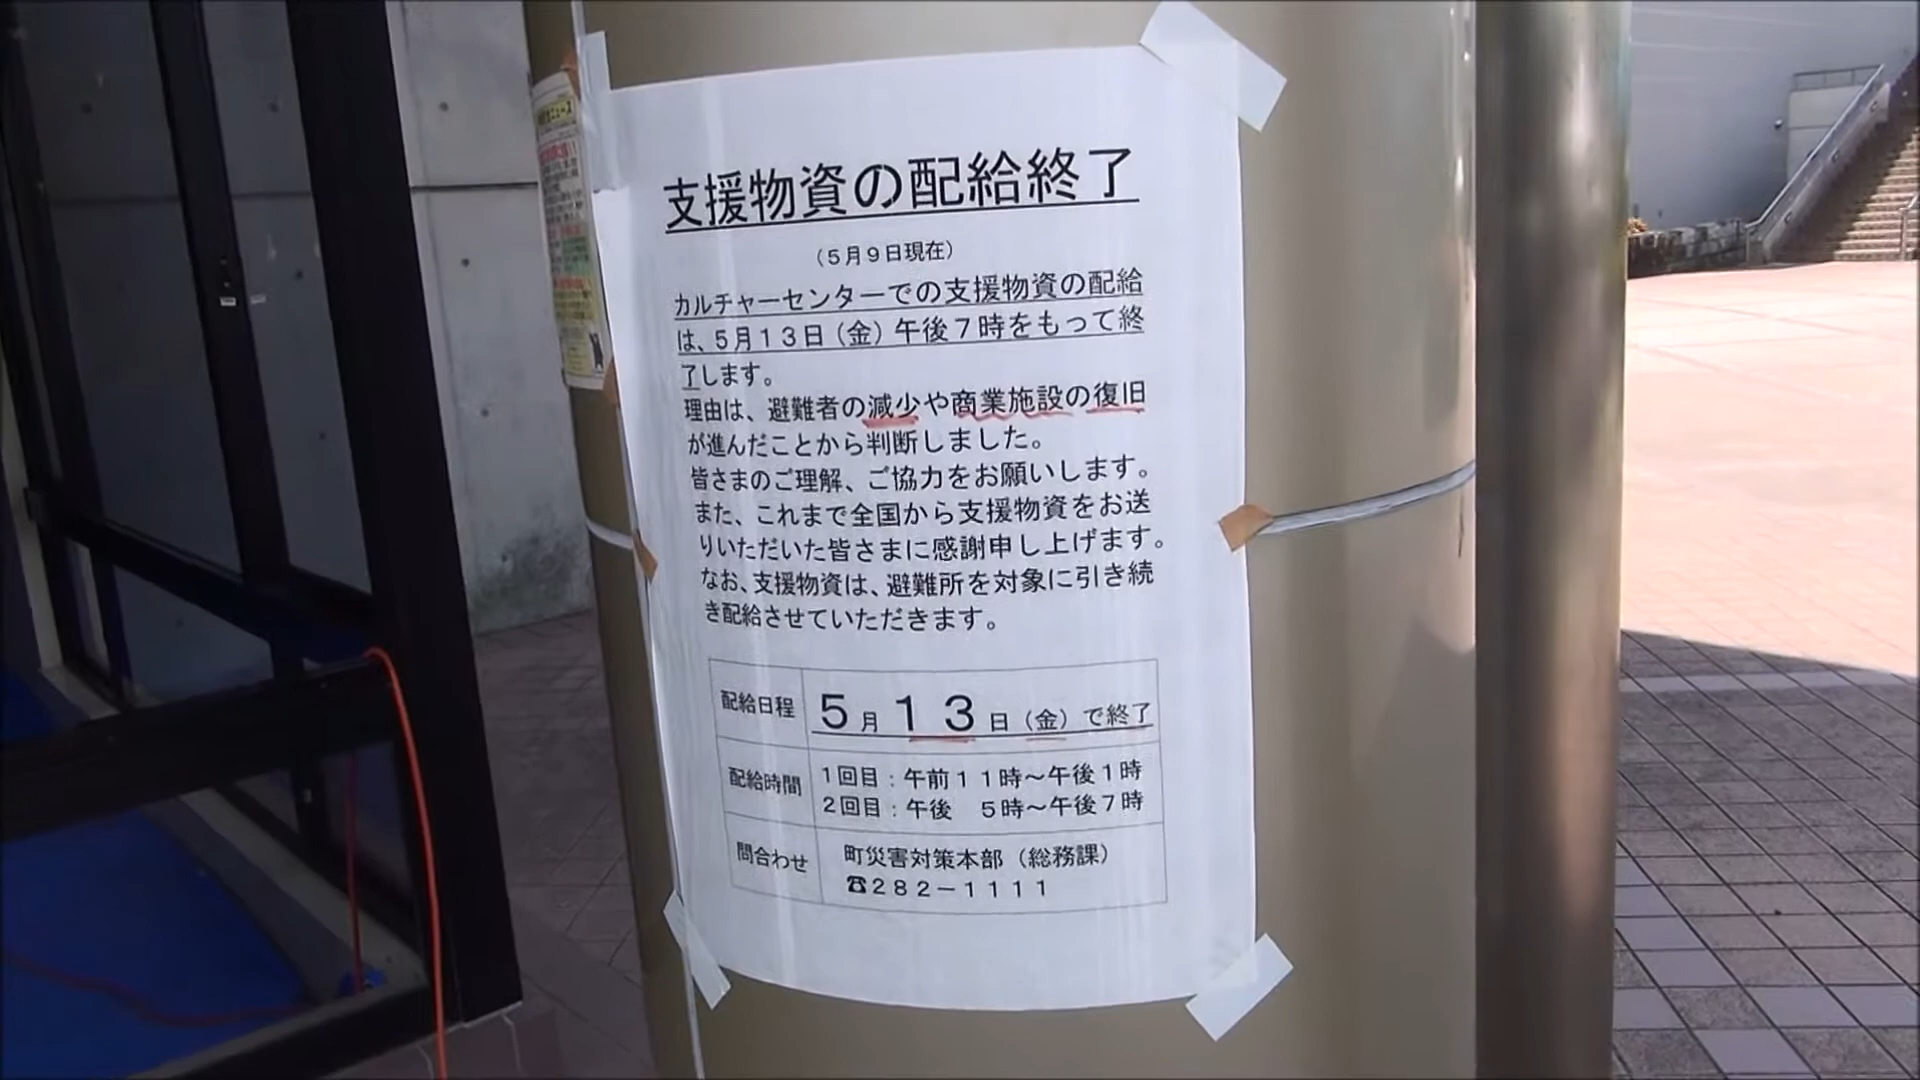 支援物資の配給終了
（５月９日現在）
カルチャーセンターでの支援物資の配給
は、５月１３日（金）午後７時をもって終
了します。
理由は、避難者の減少や商業施設の復旧
が進んだことから判断しました。
皆さまのご理解、ご協力をお願いします。
また、これまで全国から支援物資をお送
りいただいた皆さまに感謝申し上げます。
なお、支援物資は、避難所を対象に引き続
き配給させていただきます。
配給日程 ５月１３日（金）で終了
配給時間 １回目：午前１１時～午後１時
２回目：午後　５時～午後７時
問合わせ 町災害対策本部（総務課）
☎２８２－１１１１
ニュース